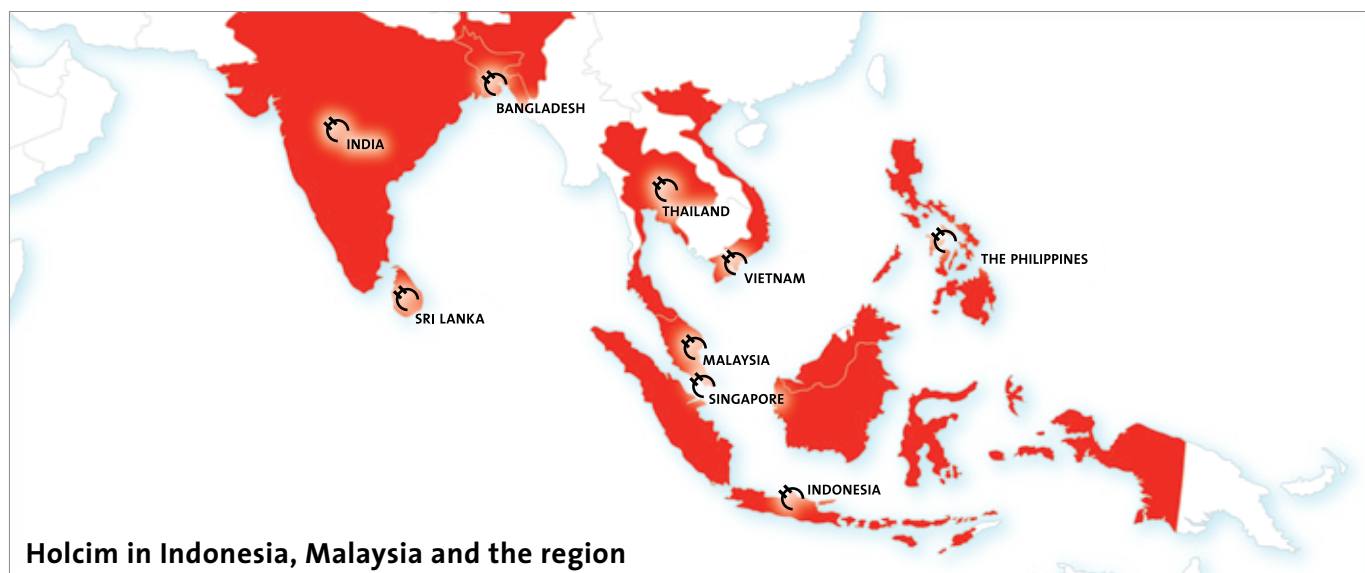 BANGLADESH
INDIA
THAILAND
THE PHILIPPINES
VIETNAM
SRI LANKA
MALAYSIA
SINGAPORE
INDONESIA
Holcim in Indonesia, Malaysia and the region